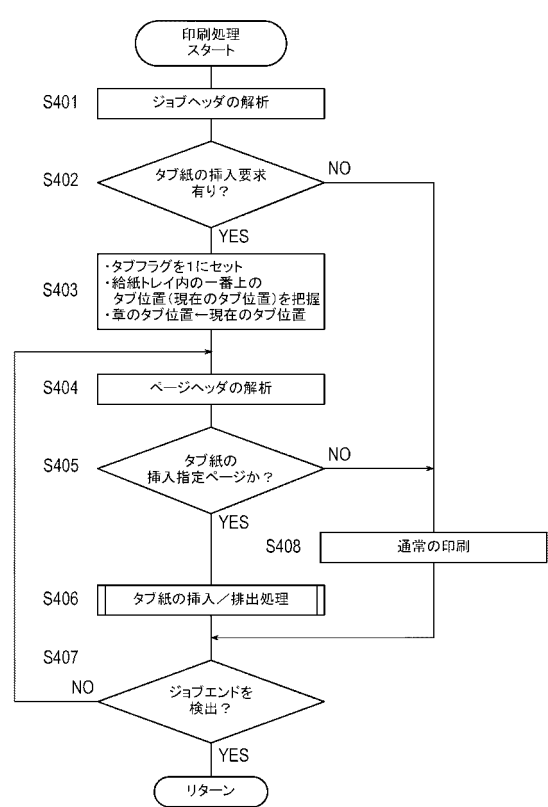 印刷処理
スタート
S401
ジョブヘッダの解析
S402
タブ紙の挿入要求
有り？
NO
YES
S403
・タブフラグを1にセット
・給紙トレイ内の一番上の
タブ位置(現在のタブ位置)を把握
・章のタブ位置←現在のタブ位置
S404
ページヘッダの解析
S405
タブ紙の
挿入指定ページか？
NO
YES
S408
通常の印刷
S406
タブ紙の挿入／排出処理
S407
ジョブエンドを
検出？
NO
YES
リターン